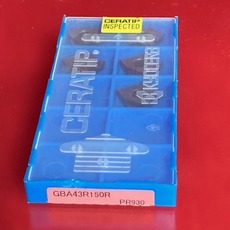 CERATIP
INSPECTED
CERATIP
KYOCERA
GBA43R150R
PR930